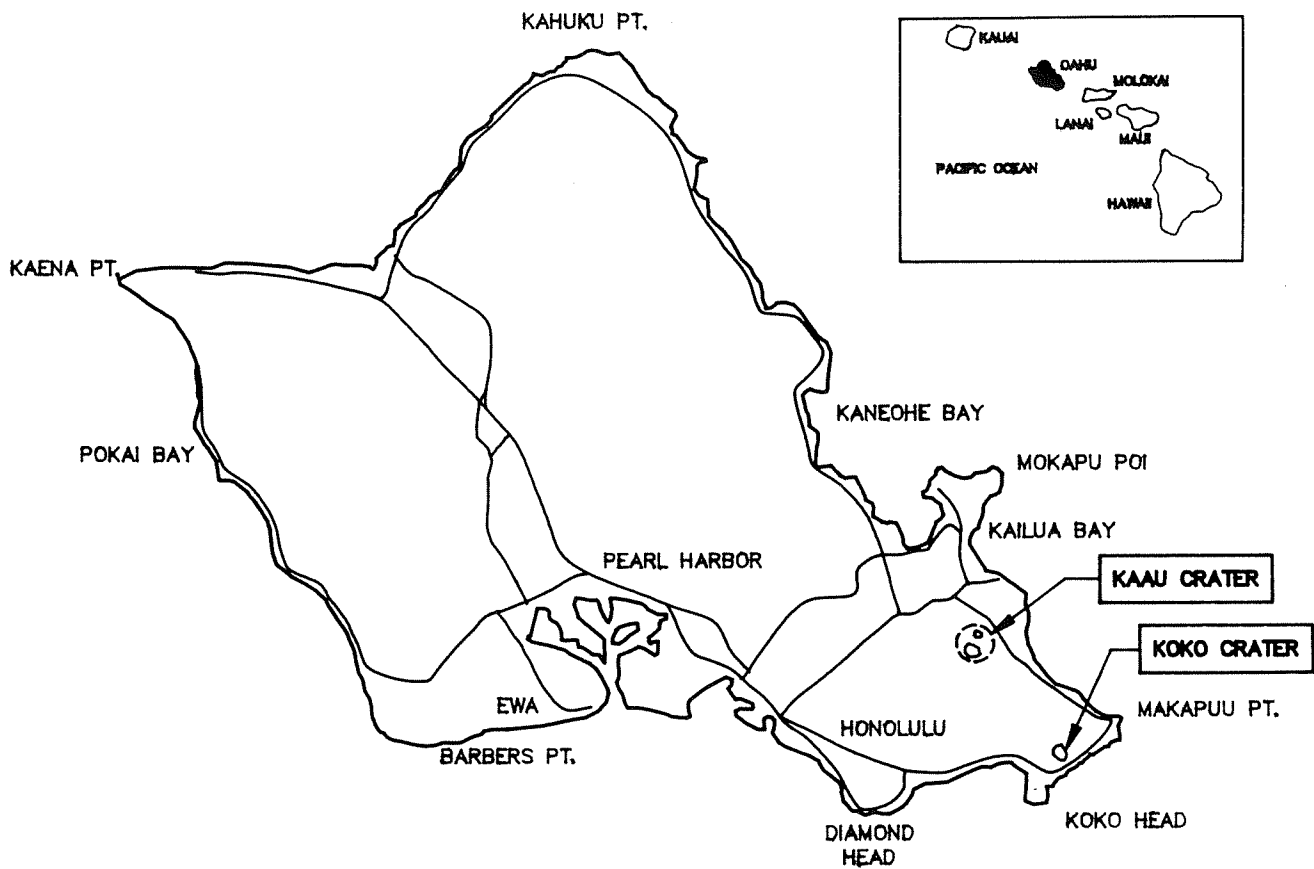 KAHUKU PT.
KAUAI
OAHU
MOLOKAI
LANAI
MAUI
PACIFIC OCEAN
HAWAII
KAENA PT.
KANEOHE BAY
POKAI BAY
MOKAPU POI
KAILUA BAY
PEARL HARBOR
KAAU CRATER
KOKO CRATER
EWA
MAKAPUU PT.
HONOLULU
BARBERS PT.
KOKO HEAD
DIAMOND
HEAD